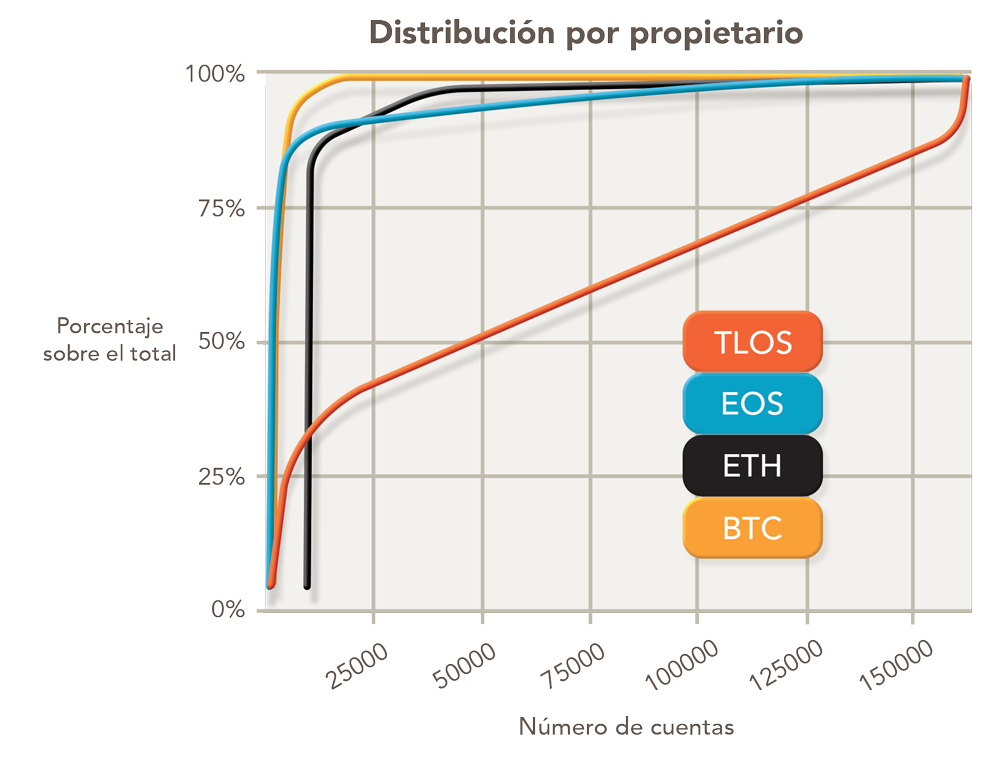 Distribución por propietario
100%
75%
Porcentaje
sobre el total
50%
25%
0%
TLOS
EOS
ETH
BTC
25000
50000
75000
100000
125000
150000
Número de cuentas